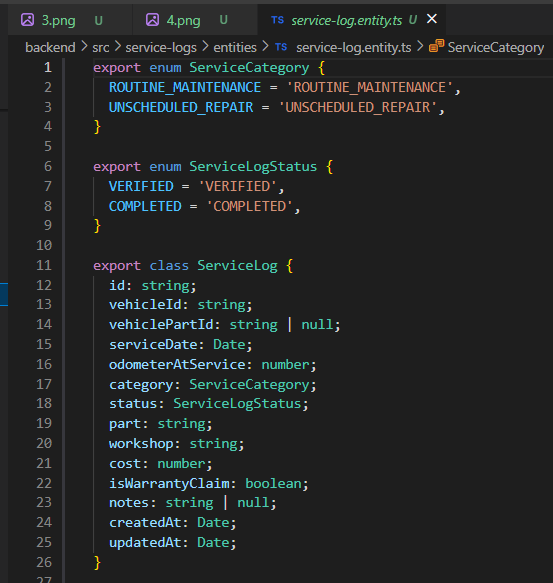 3.png U 4.png U TS service-log.entity.ts U ×
backend > src > service-logs > entities > TS service-log.entity.ts > ServiceCategory
1 export enum ServiceCategory {
2 ROUTINE_MAINTENANCE = 'ROUTINE_MAINTENANCE',
3 UNSCHEDULED_REPAIR = 'UNSCHEDULED_REPAIR',
4 }
5
6 export enum ServiceLogStatus {
7 VERIFIED = 'VERIFIED',
8 COMPLETED = 'COMPLETED',
9 }
10
11 export class ServiceLog {
12 id: string;
13 vehicleId: string;
14 vehiclePartId: string | null;
15 serviceDate: Date;
16 odometerAtService: number;
17 category: ServiceCategory;
18 status: ServiceLogStatus;
19 part: string;
20 workshop: string;
21 cost: number;
22 isWarrantyClaim: boolean;
23 notes: string | null;
24 createdAt: Date;
25 updatedAt: Date;
26 }
27